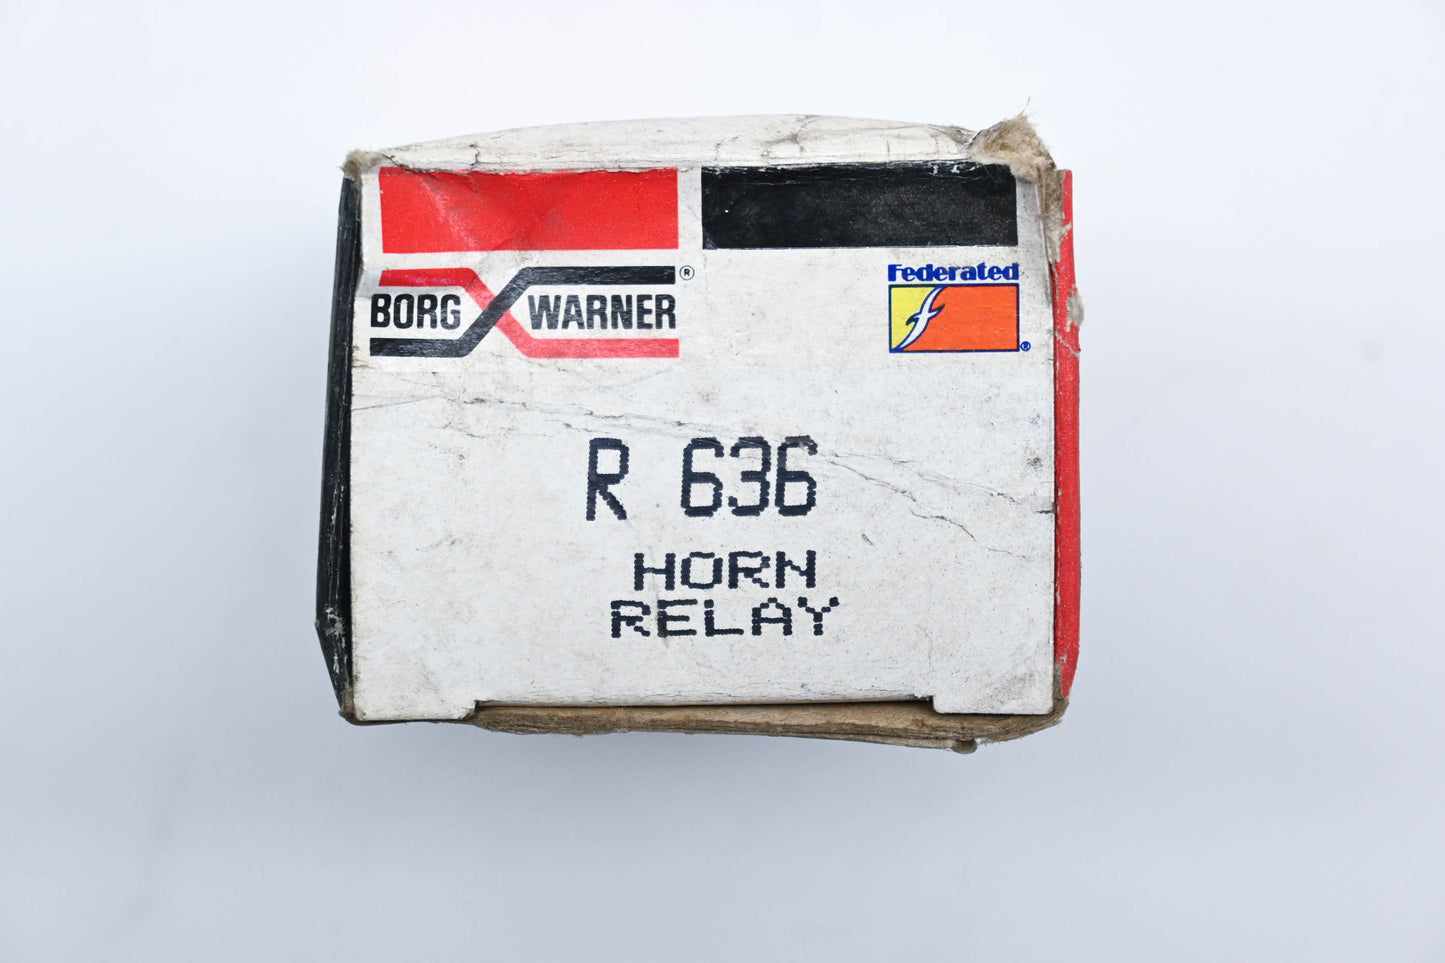 BORG WARNER ®
Federated
f ®
R 636
HORN
RELAY